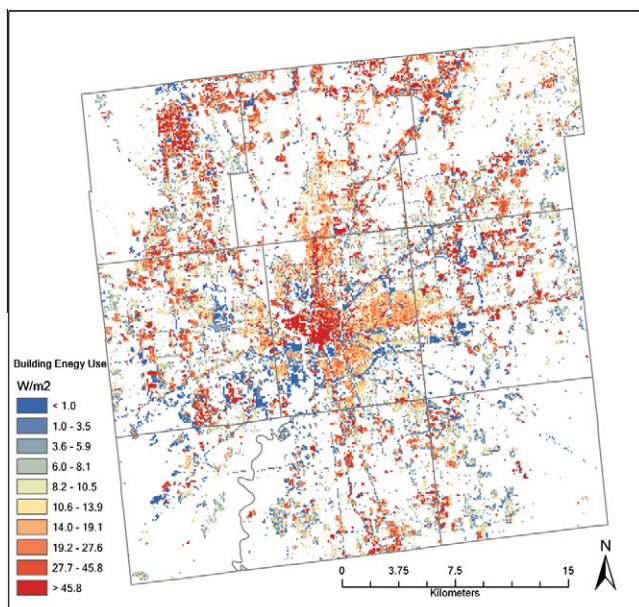 Building Enegy Use
W/m2
< 1.0
1.0 - 3.5
3.6 - 5.9
6.0 - 8.1
8.2 - 10.5
10.6 - 13.9
14.0 - 19.1
19.2 - 27.6
27.7 - 45.8
> 45.8
N
0 3.75 7.5 15
Kilometers